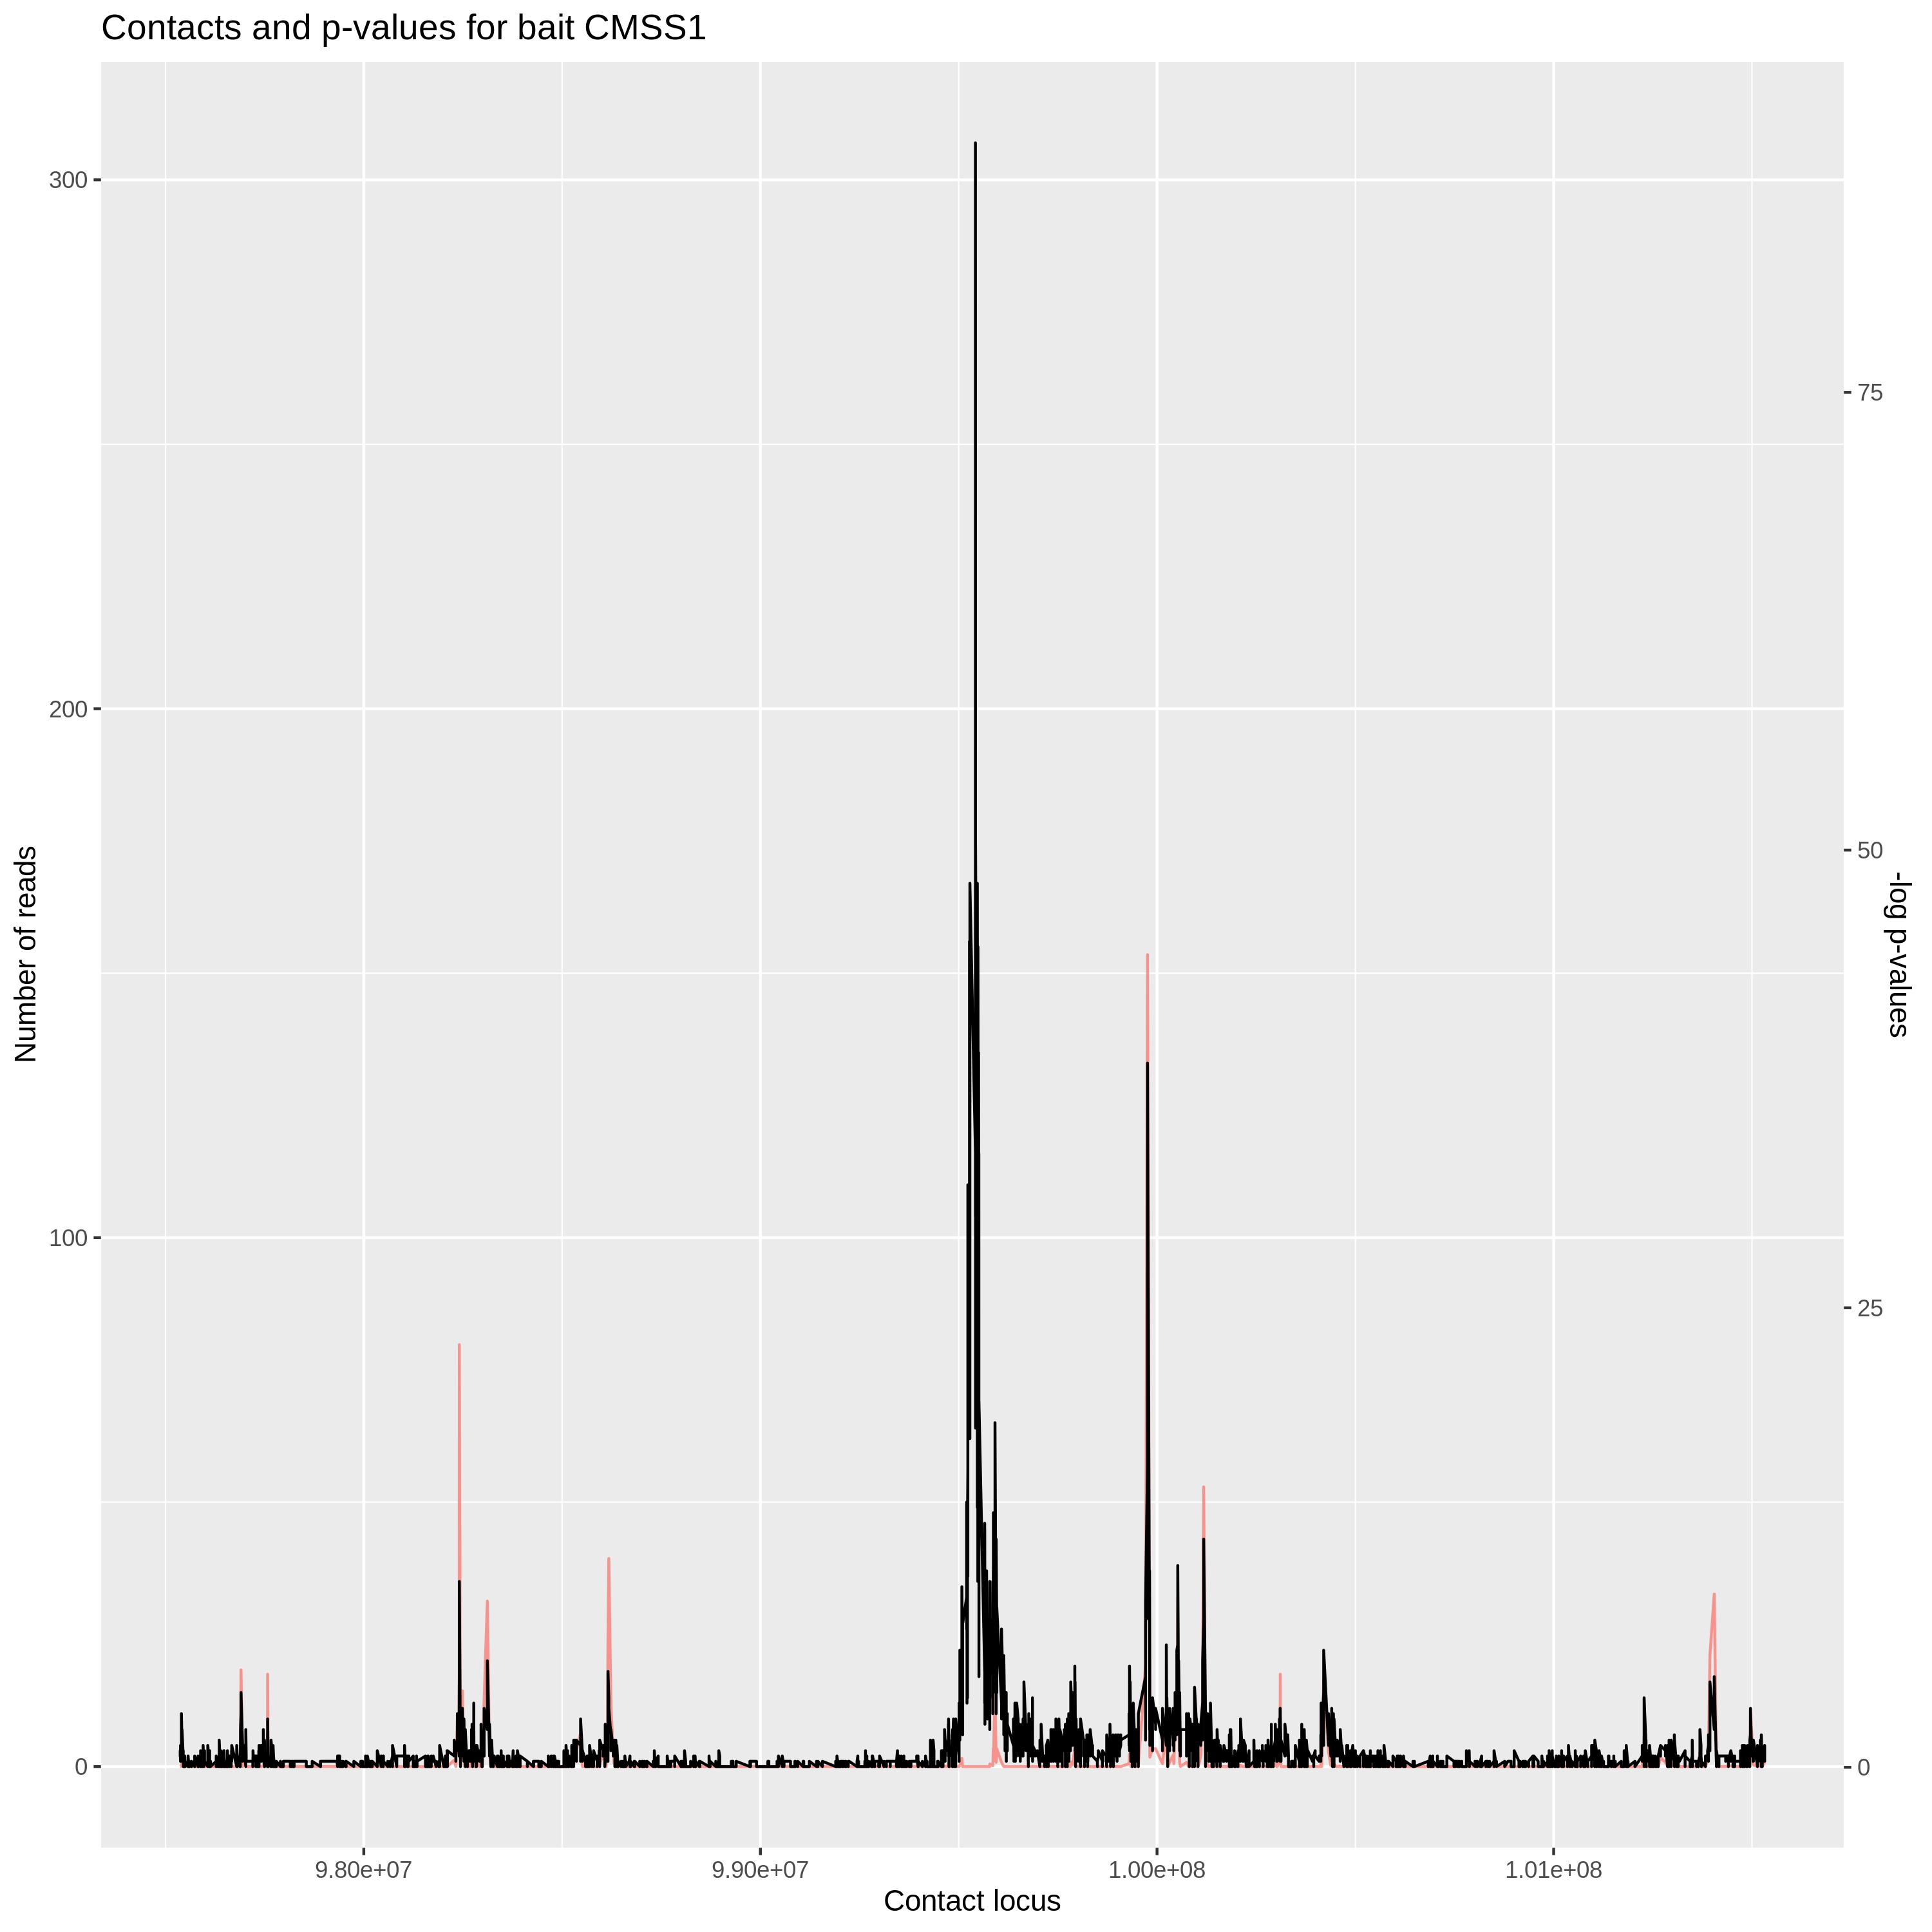 Contacts and p-values for bait CMSS1
300
200
100
0
Number of reads
75
50
25
0
-log p-values
9.80e+07
9.90e+07
1.00e+08
1.01e+08
Contact locus